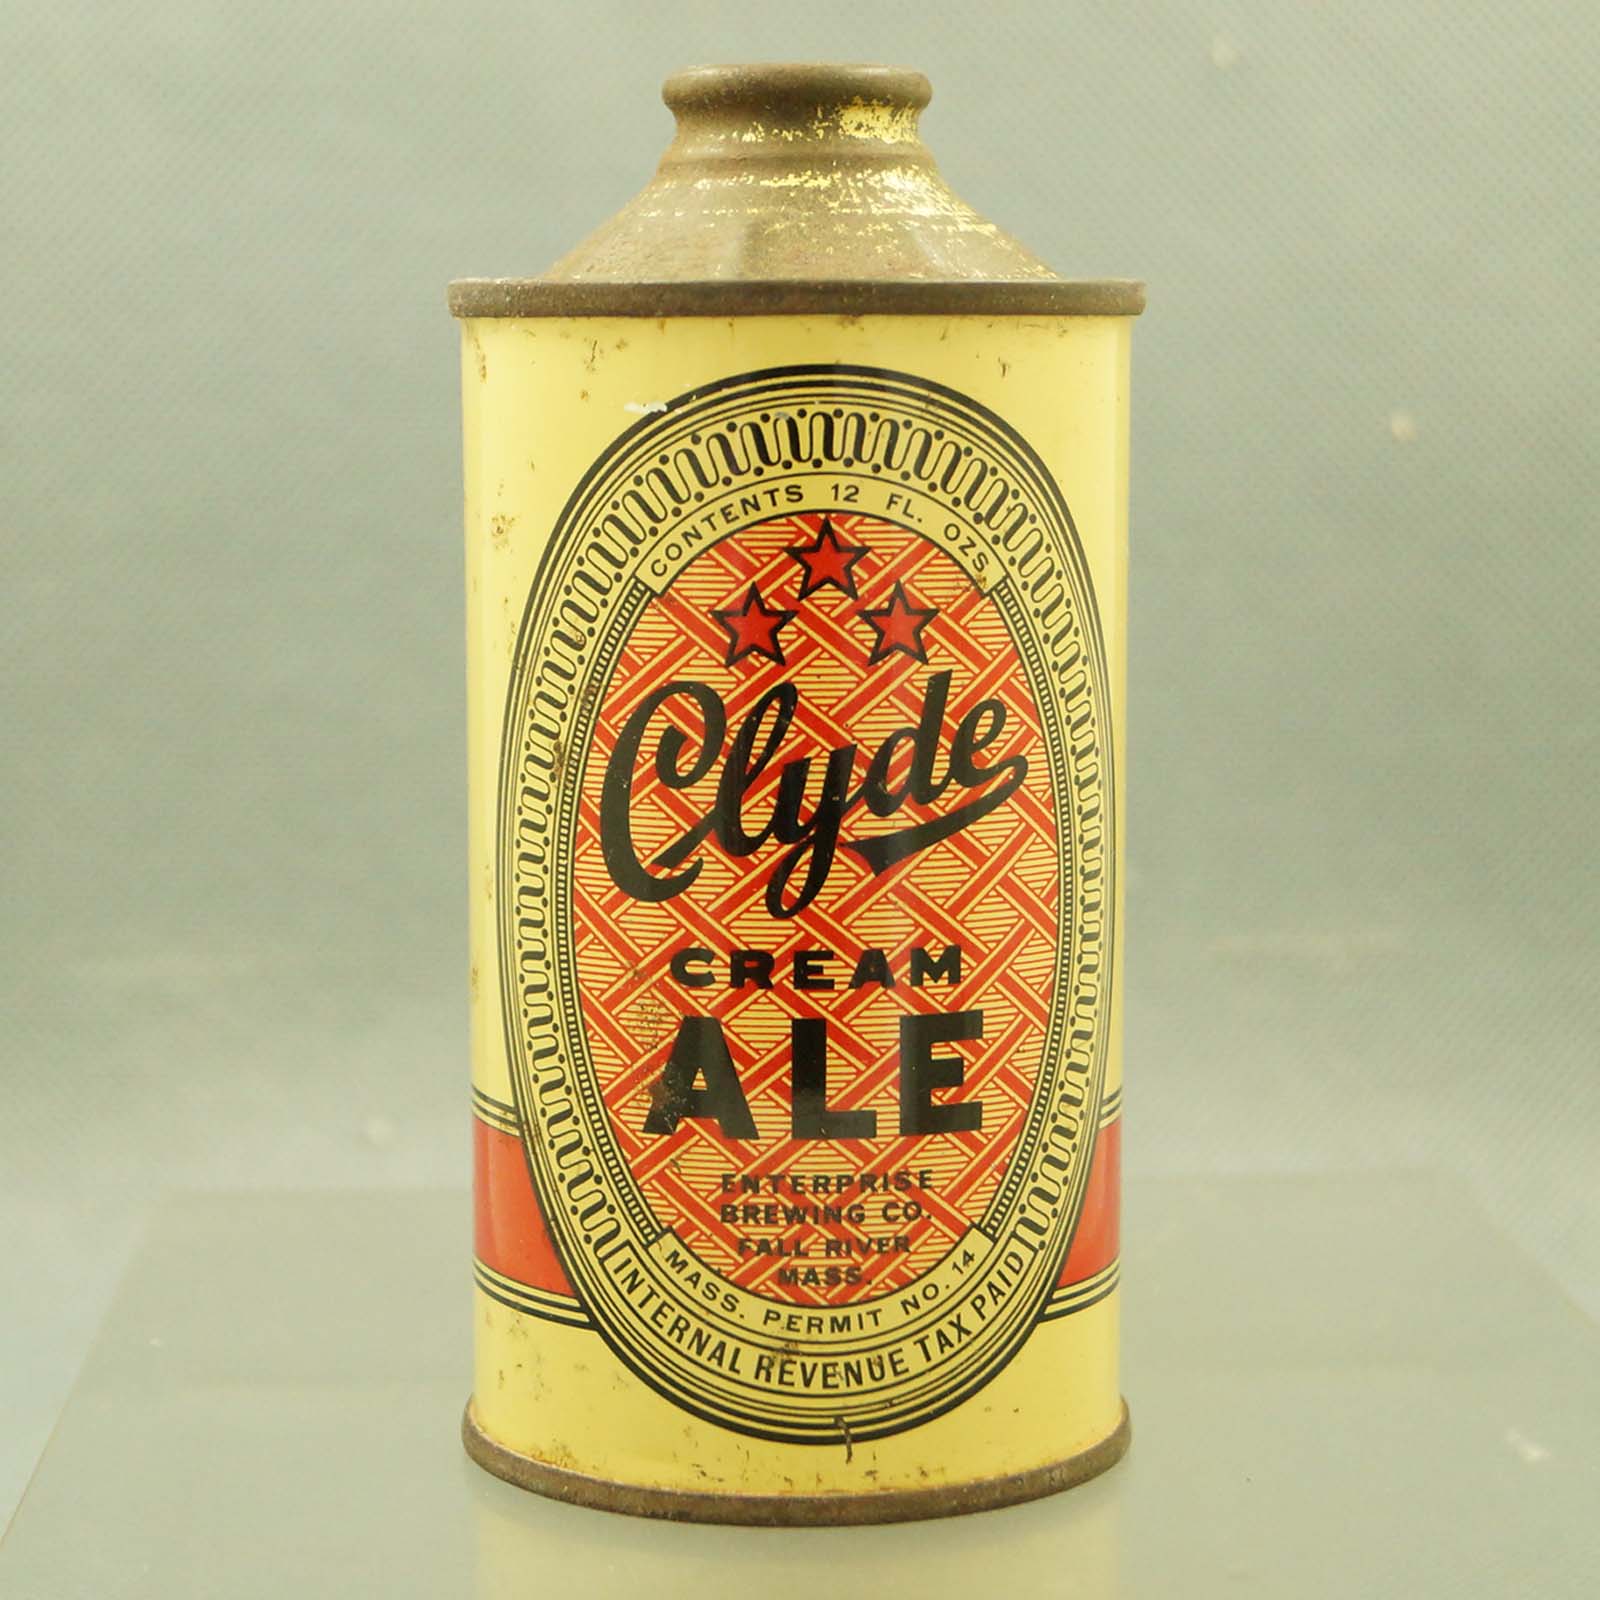 CONTENTS 12 FL. OZS
Clyde
CREAM
ALE
ENTERPRISE
BREWING CO.
FALL RIVER
MASS.
MASS. PERMIT NO. 14
INTERNAL REVENUE TAX PAID